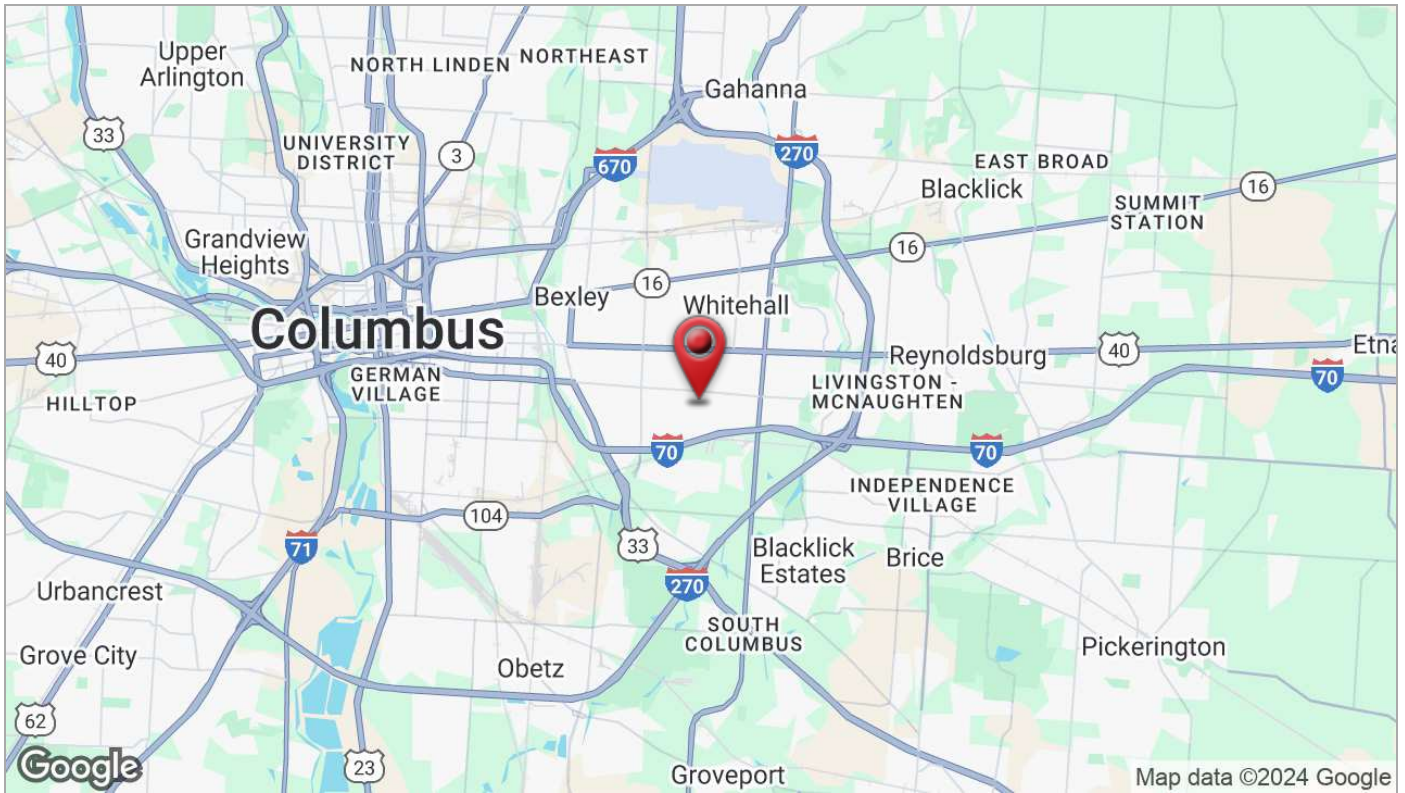 Upper
Arlington
NORTH LINDEN
NORTHEAST
Gahanna
33
UNIVERSITY
DISTRICT
3
670
270
EAST BROAD
Blacklick
16
SUMMIT
STATION
Grandview
Heights
16
16
Bexley
Whitehall
Columbus
40
Reynoldsburg
40
Etna
GERMAN
VILLAGE
LIVINGSTON -
MCNAUGHTEN
70
HILLTOP
70
70
INDEPENDENCE
VILLAGE
104
71
33
Blacklick
Estates
Brice
270
Urbancrest
SOUTH
COLUMBUS
Grove City
Obetz
Pickerington
62
23
Groveport
Google
Map data ©2024 Google